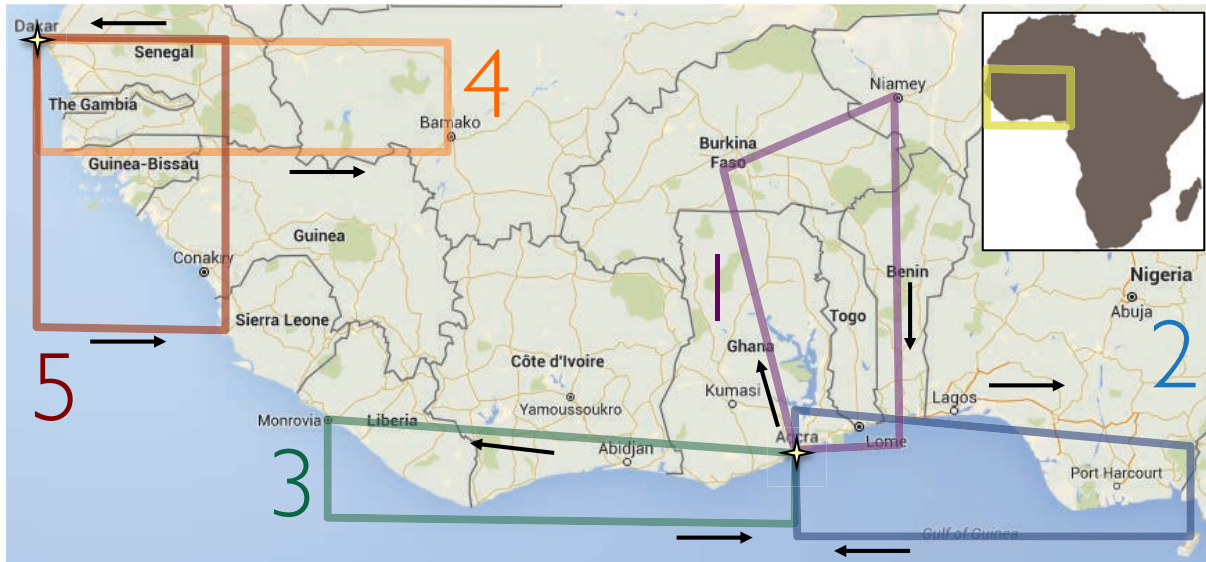 Dakar
Senegal
4
Niamey
The Gambia
Bamako
Burkina
Faso
Guinea-Bissau
Guinea
Conakry
Benin
Nigeria
Abuja
Sierra Leone
Togo
2
Ghana
Côte d'Ivoire
5
Kumasi
Yamoussoukro
Lagos
Monrovia
Liberia
Accra
Lome
Abidjan
Port Harcourt
3
Gulf of Guinea